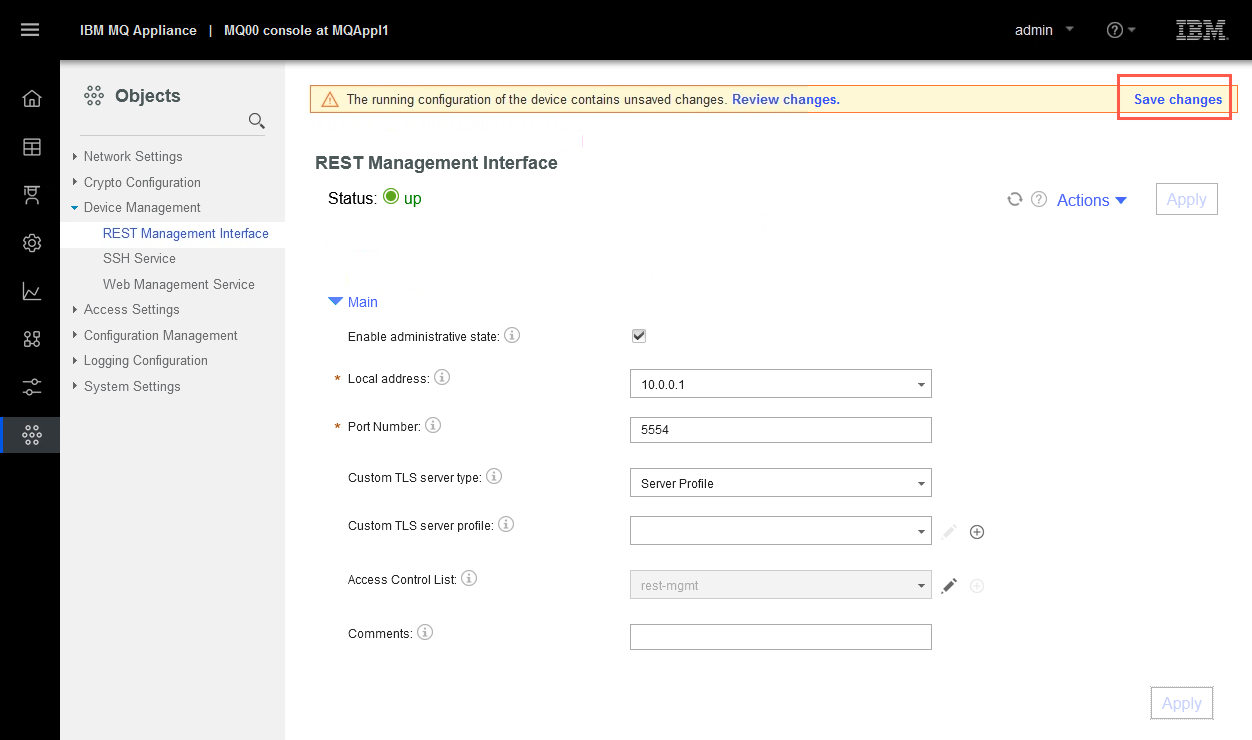 IBM MQ Appliance | MQ00 console at MQAppl1
admin
IBM
Objects
Network Settings
Crypto Configuration
Device Management
REST Management Interface
SSH Service
Web Management Service
Access Settings
Configuration Management
Logging Configuration
System Settings
The running configuration of the device contains unsaved changes. Review changes.
Save changes
REST Management Interface
Status: up
Actions
Apply
Main
Enable administrative state:
* Local address:
10.0.0.1
* Port Number:
5554
Custom TLS server type:
Server Profile
Custom TLS server profile:
Access Control List:
rest-mgmt
Comments:
Apply